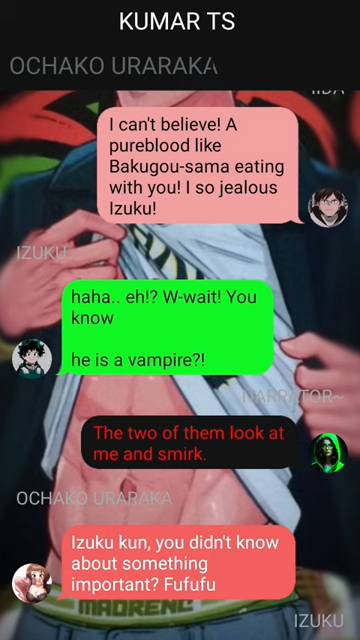 KUMAR TS
OCHAKO URARAKA
IIDA
I can't believe! A
pureblood like
Bakugou-sama eating
with you! I so jealous
Izuku!
IZUKU
haha.. eh!? W-wait! You
know
he is a vampire?!
NARRATOR~
The two of them look at
me and smirk.
OCHAKO URARAKA
Izuku kun, you didn't know
about something
important? Fufufu
MADRENC
IZUKU